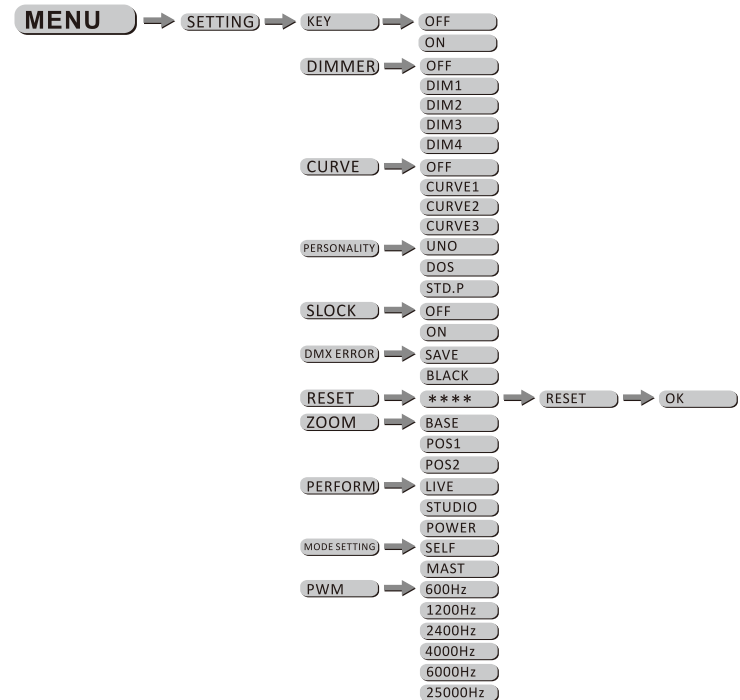 MENU SETTING KEY OFF
ON
DIMMER OFF
DIM1
DIM2
DIM3
DIM4
CURVE OFF
CURVE1
CURVE2
CURVE3
PERSONALITY UNO
DOS
STD.P
SLOCK OFF
ON
DMX ERROR SAVE
BLACK
RESET **** RESET OK
ZOOM BASE
POS1
POS2
PERFORM LIVE
STUDIO
POWER
MODE SETTING SELF
MAST
PWM 600Hz
1200Hz
2400Hz
4000Hz
6000Hz
25000Hz